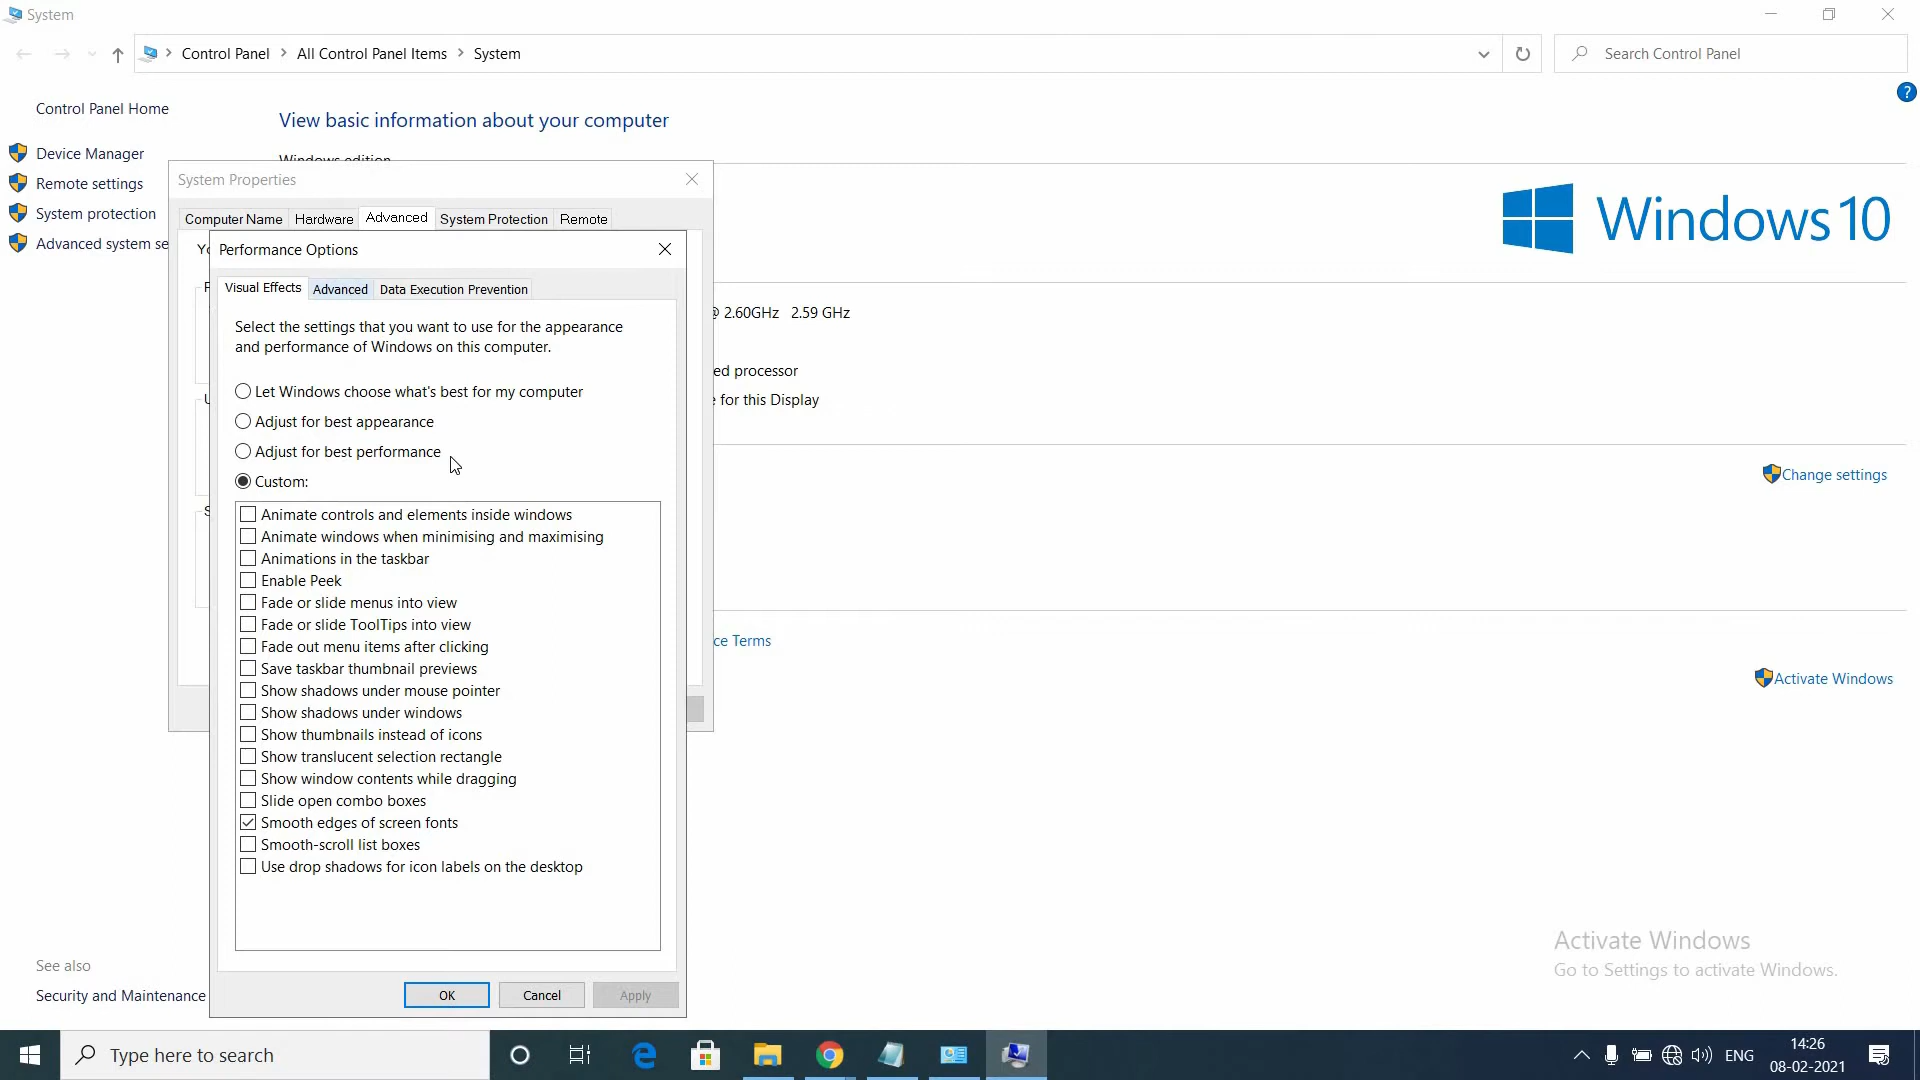 System
Control Panel
All Control Panel Items
System
Search Control Panel
Control Panel Home
Device Manager
Remote settings
System protection
Advanced system se
View basic information about your computer
Windows edition
Windows 10
System Properties
Computer Name
Hardware
Advanced
System Protection
Remote
Performance Options
Visual Effects
Advanced
Data Execution Prevention
Select the settings that you want to use for the appearance
and performance of Windows on this computer.
Let Windows choose what's best for my computer
Adjust for best appearance
Adjust for best performance
Custom:
Animate controls and elements inside windows
Animate windows when minimising and maximising
Animations in the taskbar
Enable Peek
Fade or slide menus into view
Fade or slide ToolTips into view
Fade out menu items after clicking
Save taskbar thumbnail previews
Show shadows under mouse pointer
Show shadows under windows
Show thumbnails instead of icons
Show translucent selection rectangle
Show window contents while dragging
Slide open combo boxes
Smooth edges of screen fonts
Smooth-scroll list boxes
Use drop shadows for icon labels on the desktop
OK
Cancel
Apply
@ 2.60GHz 2.59 GHz
ed processor
for this Display
Change settings
ce Terms
Activate Windows
Activate Windows
Go to Settings to activate Windows.
See also
Security and Maintenance
Type here to search
ENG
14:26
08-02-2021